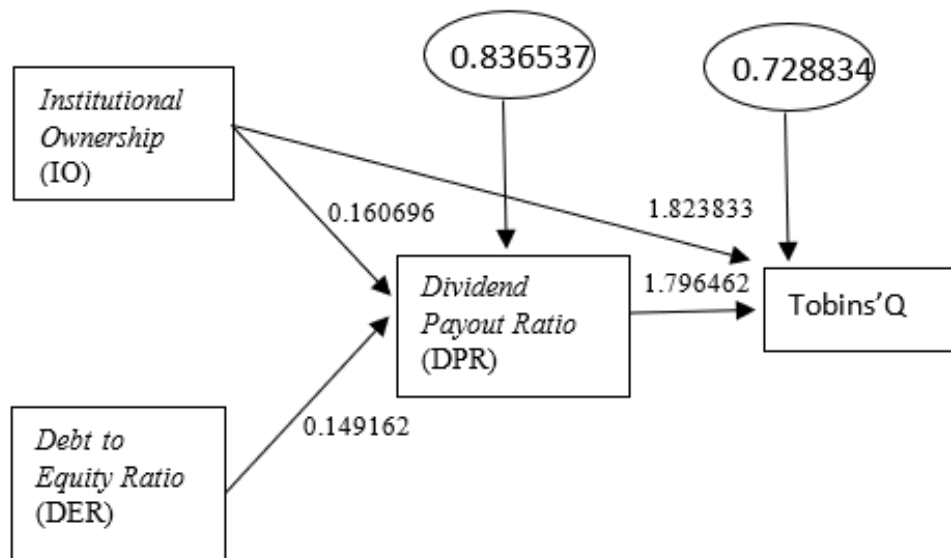 0.836537
0.728834
Institutional
Ownership
(IO)
0.160696
1.823833
Dividend
Payout Ratio
(DPR)
1.796462
Tobins’Q
0.149162
Debt to
Equity Ratio
(DER)